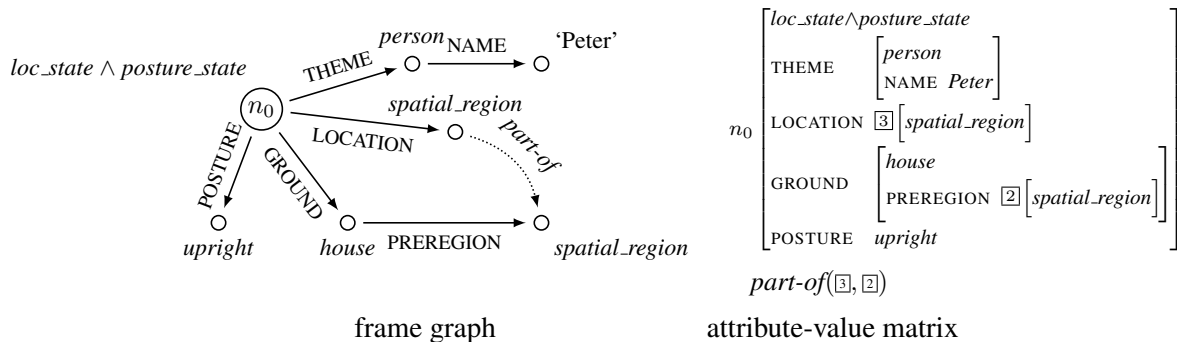 loc_state ∧ posture_state
n0
THEME
person
NAME
‘Peter’
LOCATION
spatial_region
part-of
POSTURE
upright
GROUND
house
PREREGION
spatial_region
frame graph
n0
loc_state∧posture_state
THEME person
NAME Peter
LOCATION 3 spatial_region
GROUND house
PREREGION 2 spatial_region
POSTURE upright
part-of(3, 2)
attribute-value matrix